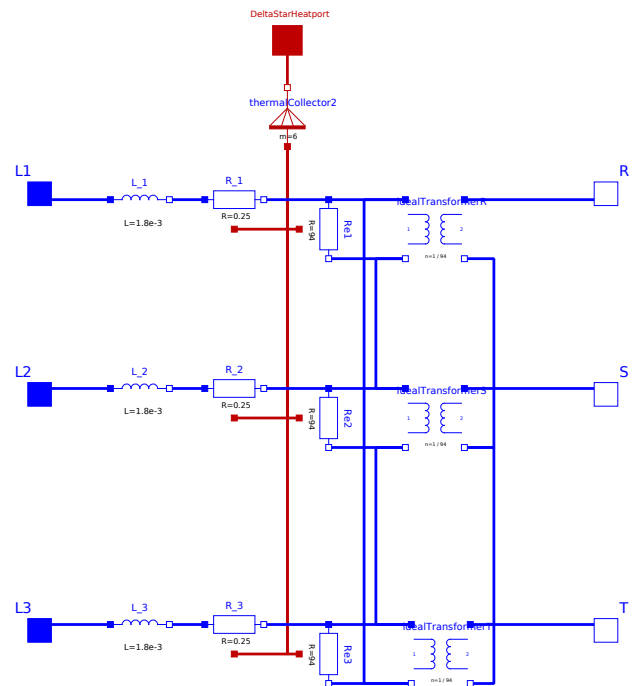 DeltaStarHeatport
thermalCollector2
m=6
L1
L_1
L=1.8e-3
R_1
R=0.25
R=94
Re1
idealTransformerR
1
2
n=1 / 94
R
L2
L_2
L=1.8e-3
R_2
R=0.25
R=94
Re2
idealTransformerS
1
2
n=1 / 94
S
L3
L_3
L=1.8e-3
R_3
R=0.25
R=94
Re3
idealTransformerT
1
2
n=1 / 94
T